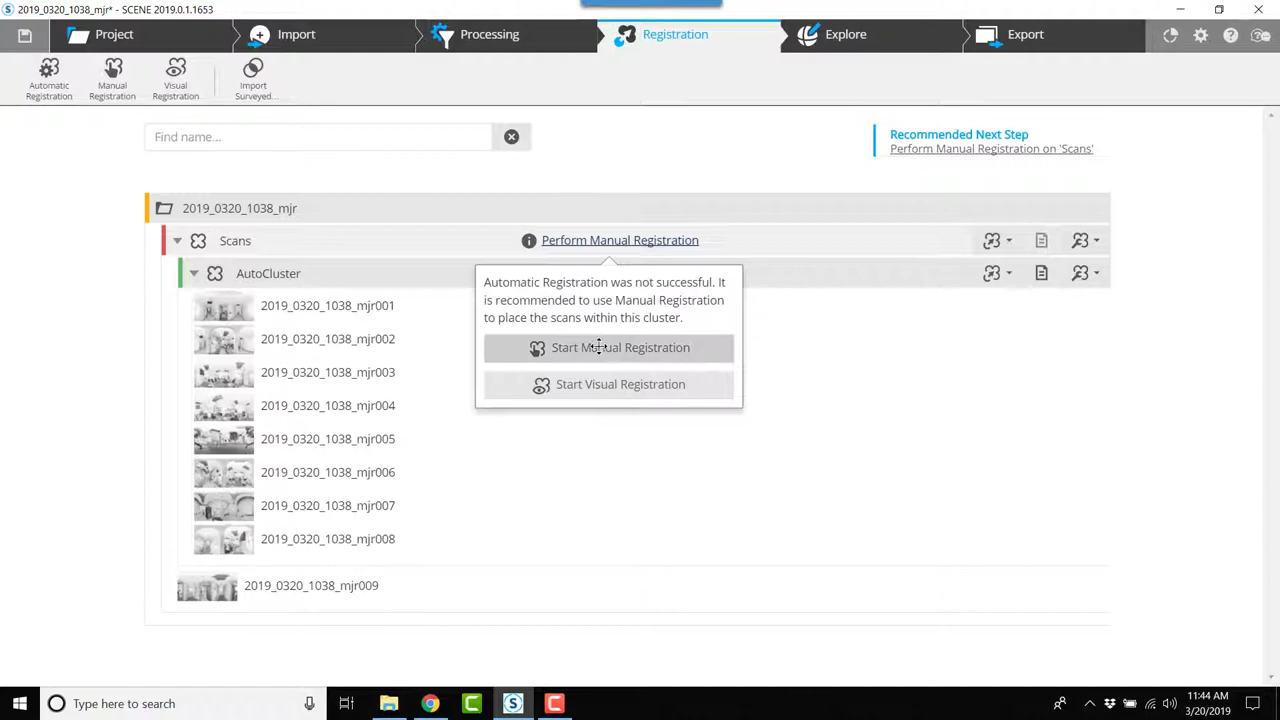 2019_0320_1038_mjr* - SCENE 2019.0.1.1653
Project
Import
Processing
Registration
Explore
Export
Automatic
Registration
Manual
Registration
Visual
Registration
Import
Surveyed...
Find name...
Recommended Next Step
Perform Manual Registration on 'Scans'
2019_0320_1038_mjr
Scans
Perform Manual Registration
AutoCluster
Automatic Registration was not successful. It
is recommended to use Manual Registration
to place the scans within this cluster.
Start Manual Registration
Start Visual Registration
2019_0320_1038_mjr001
2019_0320_1038_mjr002
2019_0320_1038_mjr003
2019_0320_1038_mjr004
2019_0320_1038_mjr005
2019_0320_1038_mjr006
2019_0320_1038_mjr007
2019_0320_1038_mjr008
2019_0320_1038_mjr009
Type here to search
11:44 AM
3/20/2019